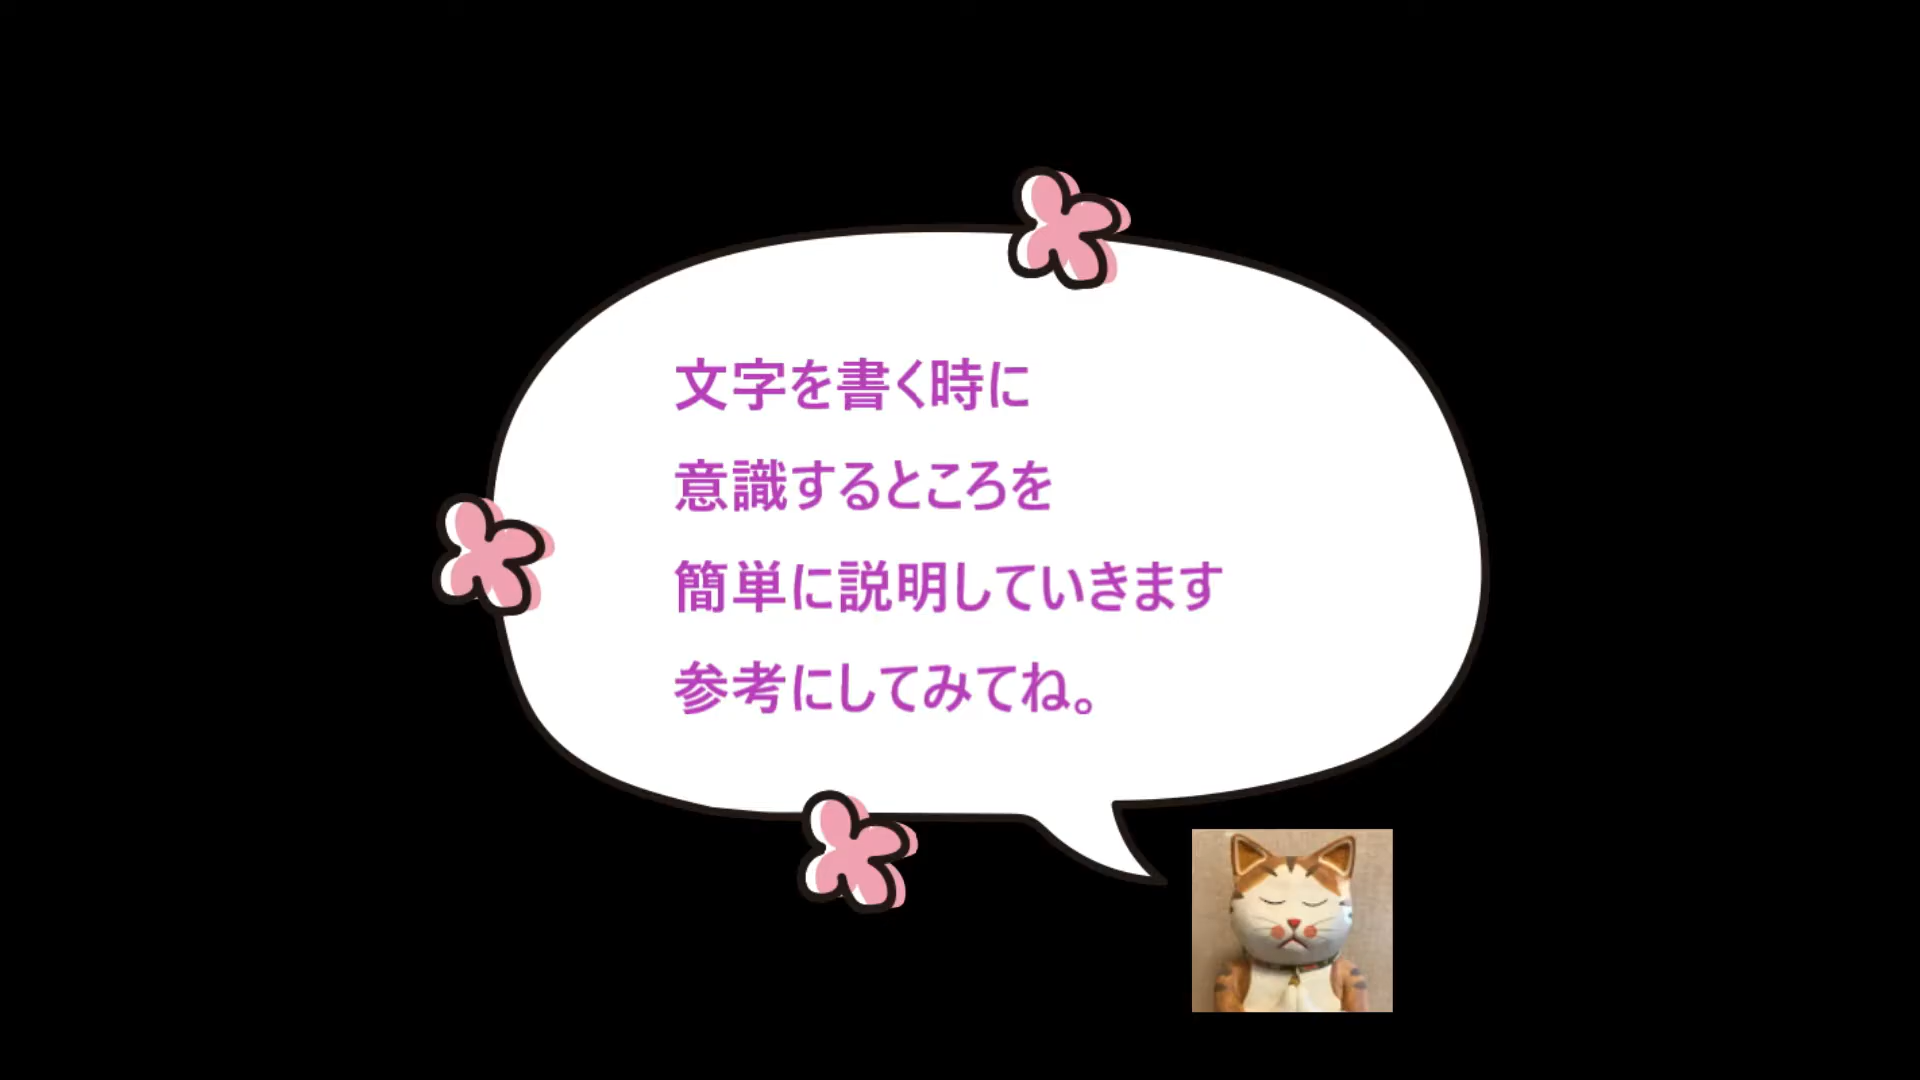 文字を書く時に
意識するところを
簡単に説明していきます
参考にしてみてね。